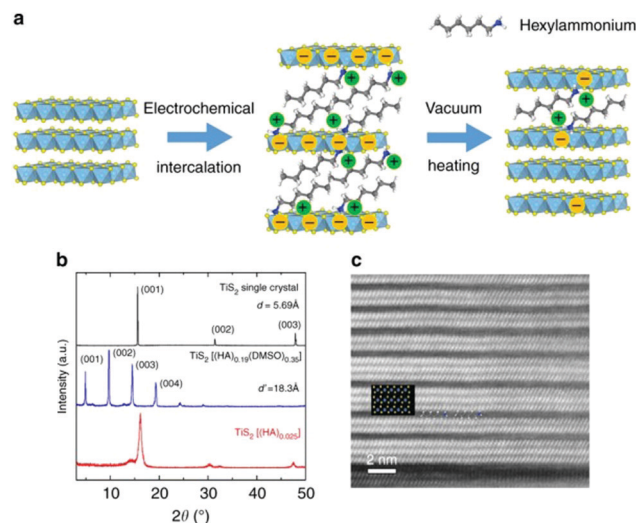 a
Hexylammonium
Electrochemical
intercalation
Vacuum
heating
b
(001)
TiS2 single crystal
d = 5.69Å
(002)
(003)
(001)
(002)
(003)
(004)
TiS2 [(HA)0.19(DMSO)0.35]
d'=18.3Å
TiS2 [(HA)0.025]
Intensity (a.u.)
10 20 30 40 50
2θ (°)
c
2 nm